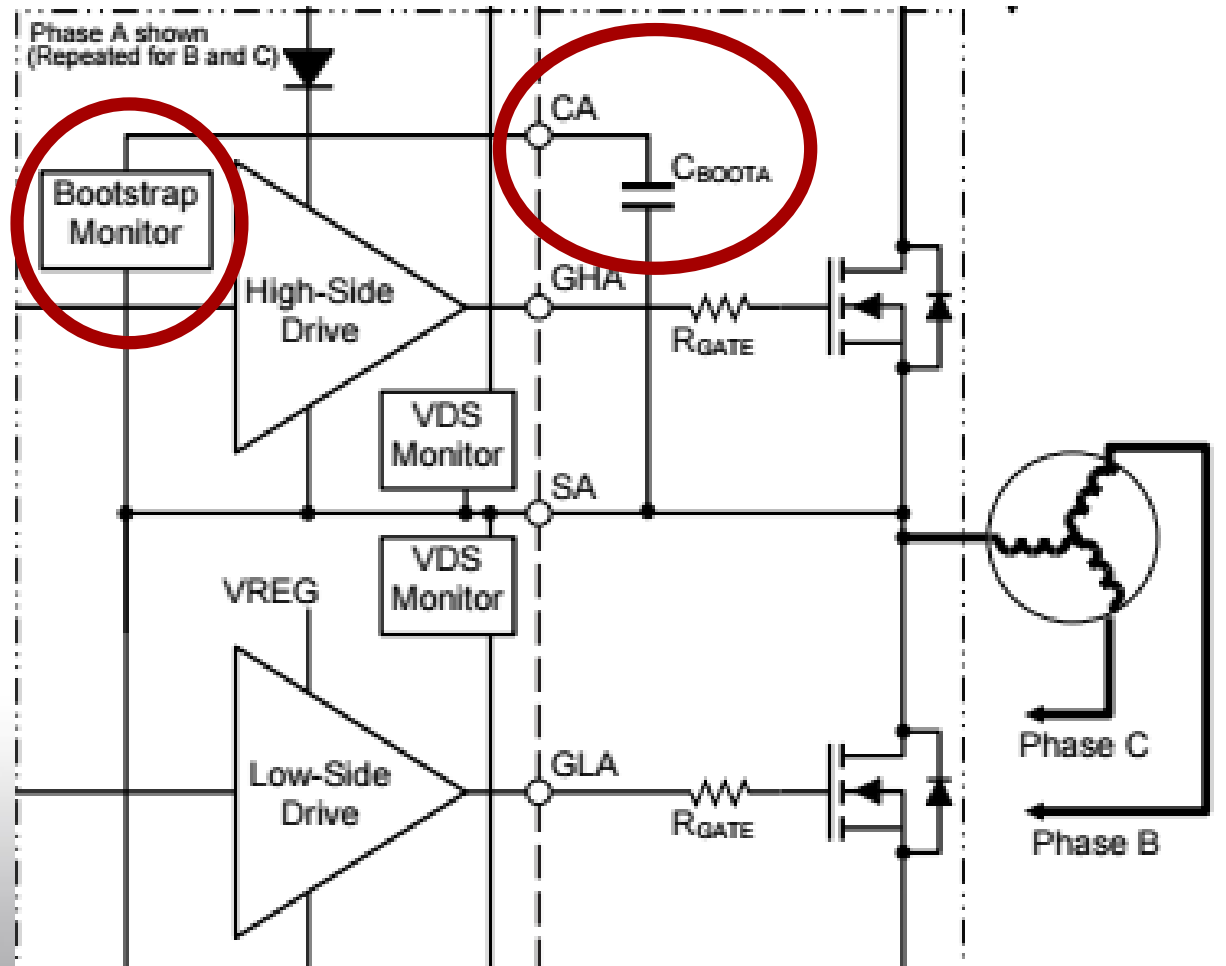 Phase A shown
(Repeated for B and C)
CA
CBOOTA
Bootstrap
Monitor
High-Side
Drive
GHA
RGATE
VDS
Monitor
SA
VDS
Monitor
VREG
Low-Side
Drive
GLA
RGATE
Phase C
Phase B